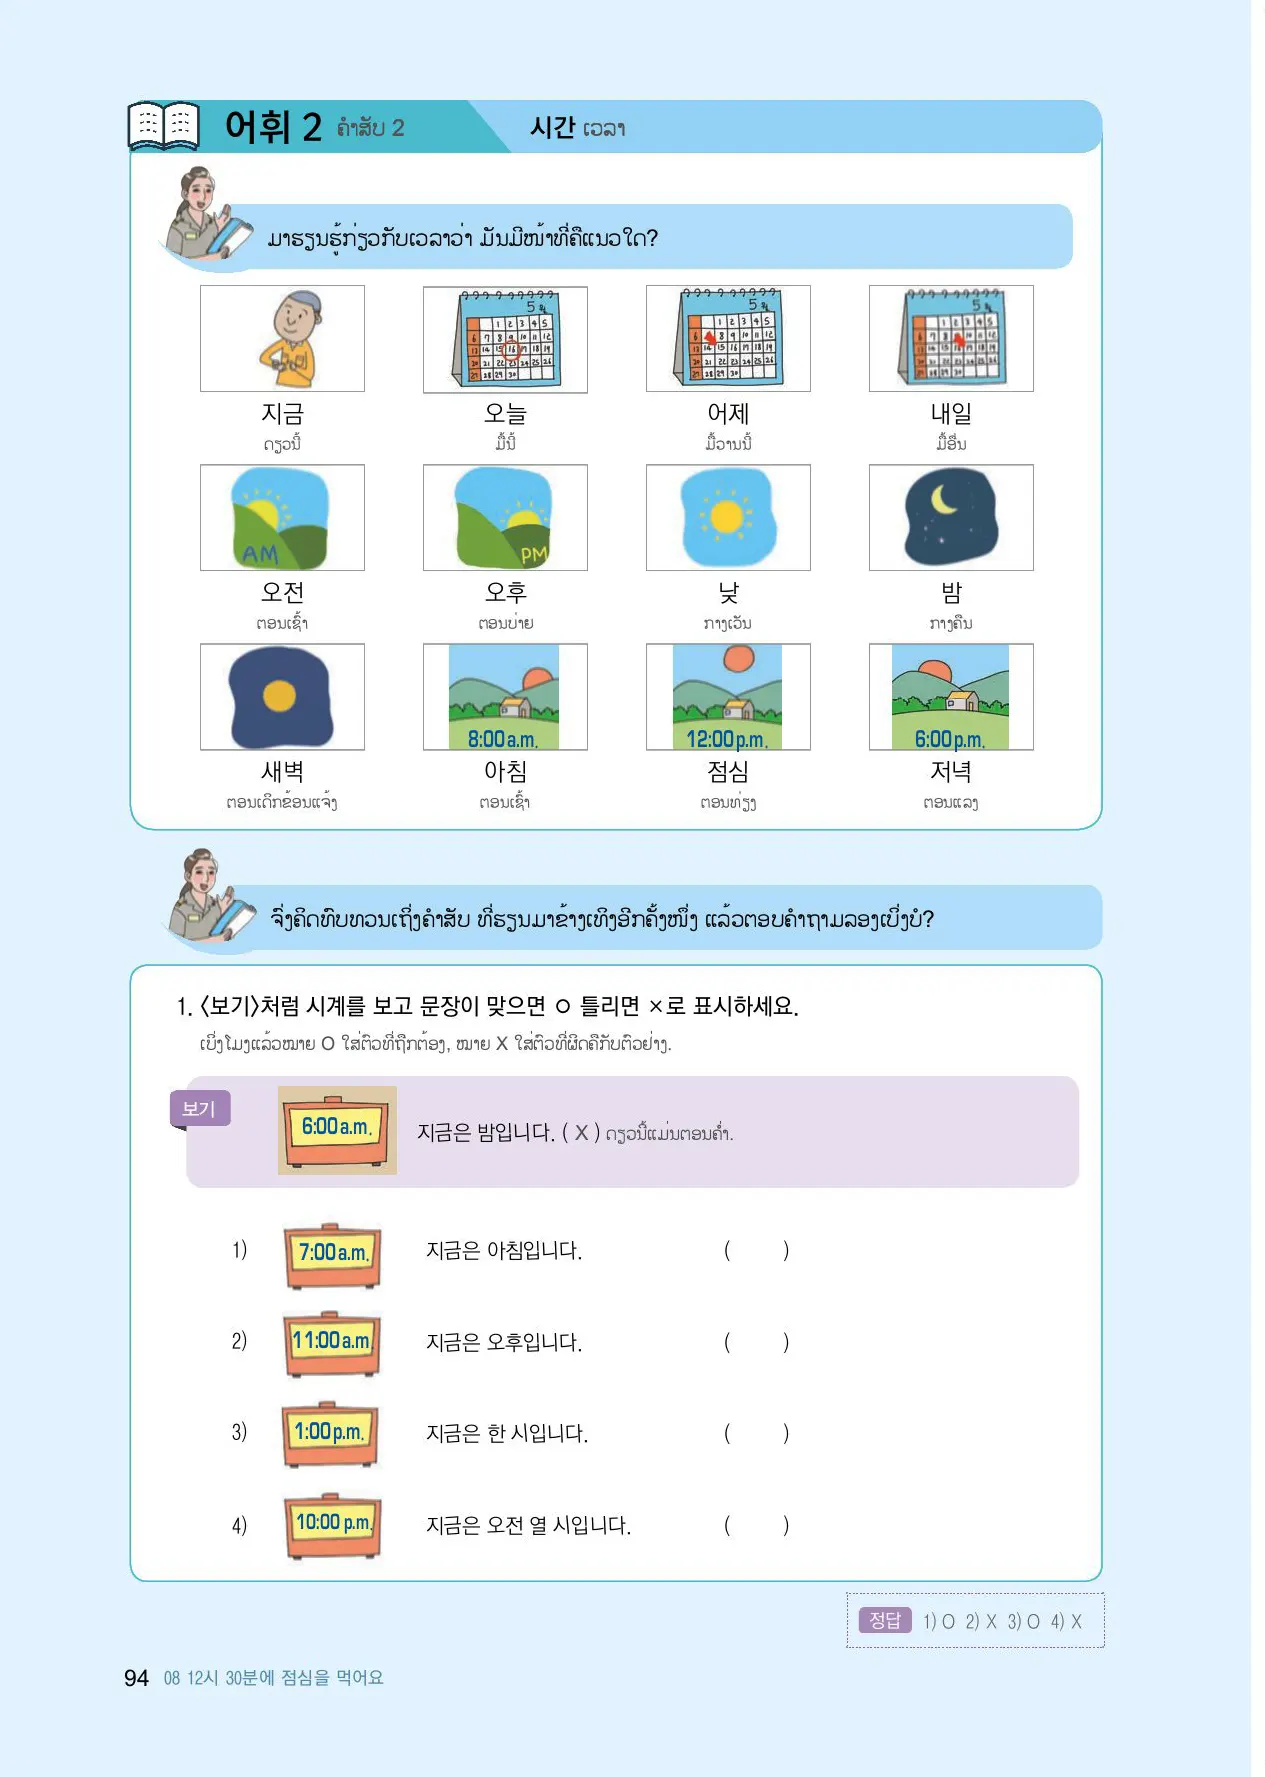 어휘 2 ຄຳສັບ 2 시간 ເວລາ
ມາຮຽນຮູ້ກ່ຽວກັບເວລາວ່າ ມັນມີໜ້າທີ່ຄືແນວໃດ?
5월 5월 5월
지금 오늘 어제 내일
ດຽວນີ້ ມື້ນີ້ ມື້ວານນີ້ ມື້ອື່ນ
AM PM
오전 오후 낮 밤
ຕອນເຊົ້າ ຕອນບ່າຍ ກາງເວັນ ກາງຄືນ
8:00 a.m. 12:00 p.m. 6:00 p.m.
새벽 아침 점심 저녁
ຕອນເດິກຂ້ອນແຈ້ງ ຕອນເຊົ້າ ຕອນທ່ຽງ ຕອນແລງ
ຈົ່ງຄິດທົບທວນເຖິງຄຳສັບ ທີ່ຮຽນມາຂ້າງເທິງອີກຄັ້ງໜຶ່ງ ແລ້ວຕອບຄຳຖາມລອງເບິ່ງບໍ?
1. 〈보기〉처럼 시계를 보고 문장이 맞으면 ○ 틀리면 ×로 표시하세요.
ເບິ່ງໂມງແລ້ວໝາຍ O ໃສ່ຕົວທີ່ຖືກຕ້ອງ, ໝາຍ X ໃສ່ຕົວທີ່ຜິດຄືກັບຕົວຢ່າງ.
보기
6:00 a.m. 지금은 밤입니다. ( X ) ດຽວນີ້ແມ່ນຕອນຄ່ຳ.
1) 7:00 a.m. 지금은 아침입니다. ( )
2) 11:00 a.m. 지금은 오후입니다. ( )
3) 1:00 p.m. 지금은 한 시입니다. ( )
4) 10:00 p.m. 지금은 오전 열 시입니다. ( )
정답 1) O 2) X 3) O 4) X
94 08 12시 30분에 점심을 먹어요